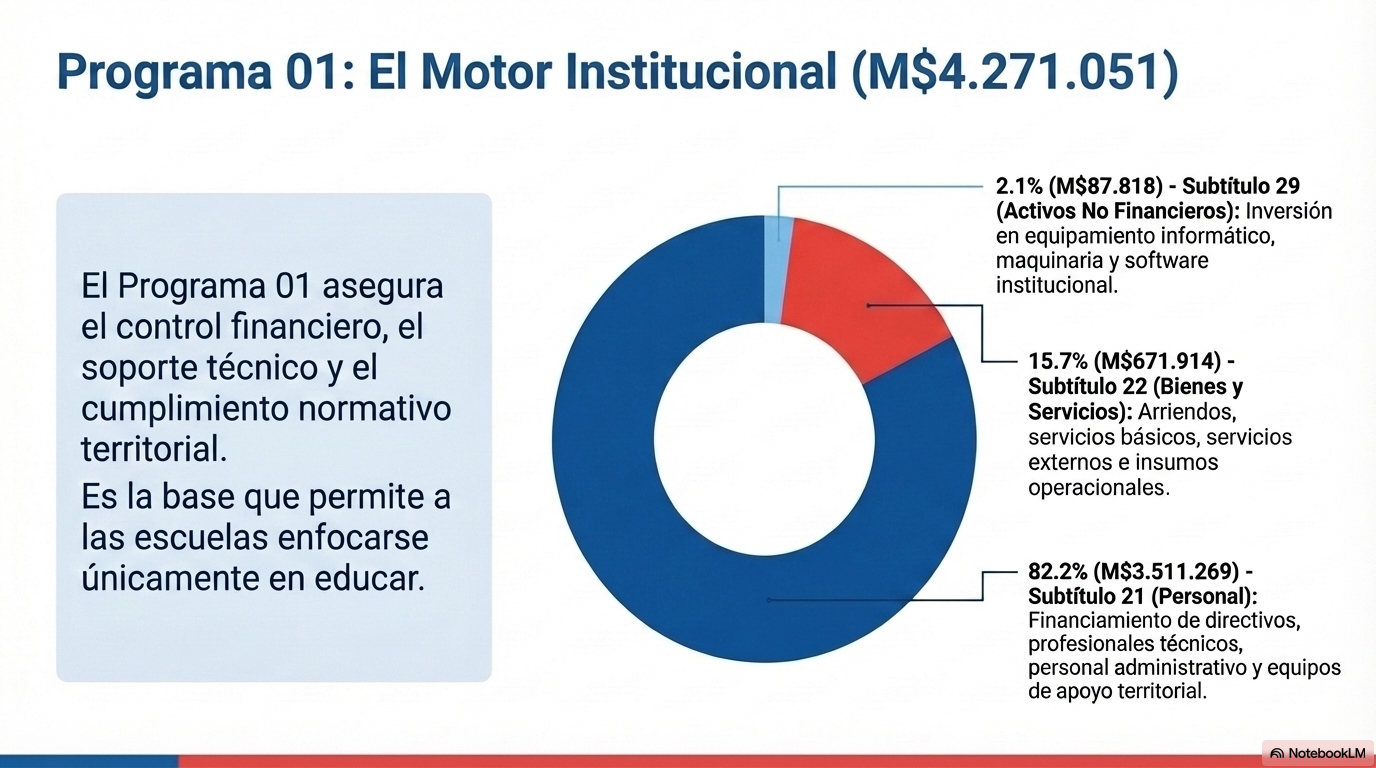 Programa 01: El Motor Institucional (M$4.271.051)
El Programa 01 asegura
el control financiero, el
soporte técnico y el
cumplimiento normativo
territorial.
Es la base que permite a
las escuelas enfocarse
únicamente en educar.
2.1% (M$87.818) - Subtítulo 29
(Activos No Financieros): Inversión
en equipamiento informático,
maquinaria y software
institucional.
15.7% (M$671.914) -
Subtítulo 22 (Bienes y
Servicios): Arriendos,
servicios básicos, servicios
externos e insumos
operacionales.
82.2% (M$3.511.269) -
Subtítulo 21 (Personal):
Financiamiento de directivos,
profesionales técnicos,
personal administrativo y equipos
de apoyo territorial.
NotebookLM